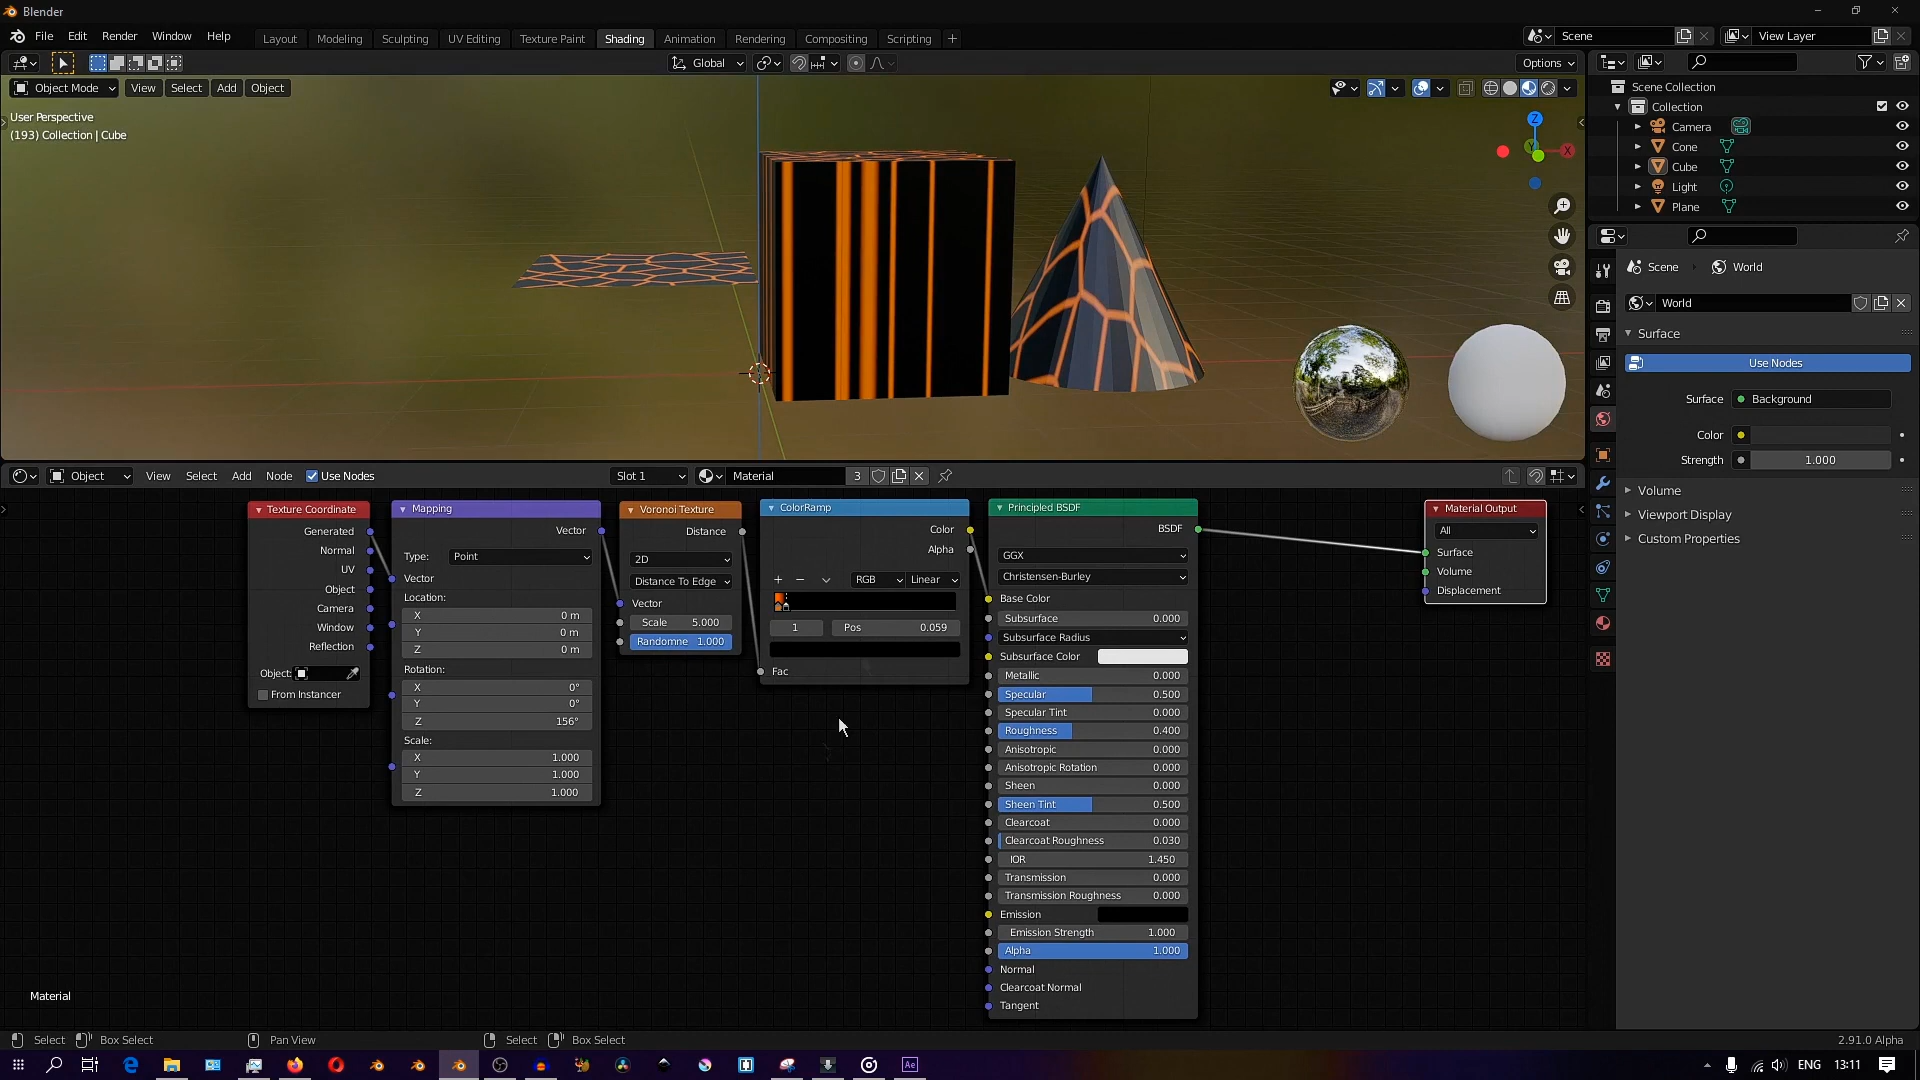 Blender
File Edit Render Window Help
Layout Modeling Sculpting UV Editing Texture Paint Shading Animation Rendering Compositing Scripting +
Scene
View Layer
Global
Options
Object Mode View Select Add Object
User Perspective
(193) Collection | Cube
Z
X
Scene Collection
Collection
Camera
Cone
Cube
Light
Plane
Scene World
World
Surface
Use Nodes
Surface Background
Color
Strength 1.000
Volume
Viewport Display
Custom Properties
Object View Select Add Node Use Nodes Slot 1 Material 3
Texture Coordinate
Generated
Normal
UV
Object
Camera
Window
Reflection
Object:
From Instancer
Mapping
Vector
Type: Point
Vector
Location:
X 0 m
Y 0 m
Z 0 m
Rotation:
X 0°
Y 0°
Z 156°
Scale:
X 1.000
Y 1.000
Z 1.000
Voronoi Texture
Distance
2D
Distance To Edge
Vector
Scale 5.000
Randomne 1.000
ColorRamp
Color
Alpha
+ − RGB Linear
1 Pos 0.059
Fac
Principled BSDF
BSDF
GGX
Christensen-Burley
Base Color
Subsurface 0.000
Subsurface Radius
Subsurface Color
Metallic 0.000
Specular 0.500
Specular Tint 0.000
Roughness 0.400
Anisotropic 0.000
Anisotropic Rotation 0.000
Sheen 0.000
Sheen Tint 0.500
Clearcoat 0.000
Clearcoat Roughness 0.030
IOR 1.450
Transmission 0.000
Transmission Roughness 0.000
Emission
Emission Strength 1.000
Alpha 1.000
Normal
Clearcoat Normal
Tangent
Material Output
All
Surface
Volume
Displacement
Material
Select Box Select Pan View Select Box Select 2.91.0 Alpha
Ae ENG 13:11